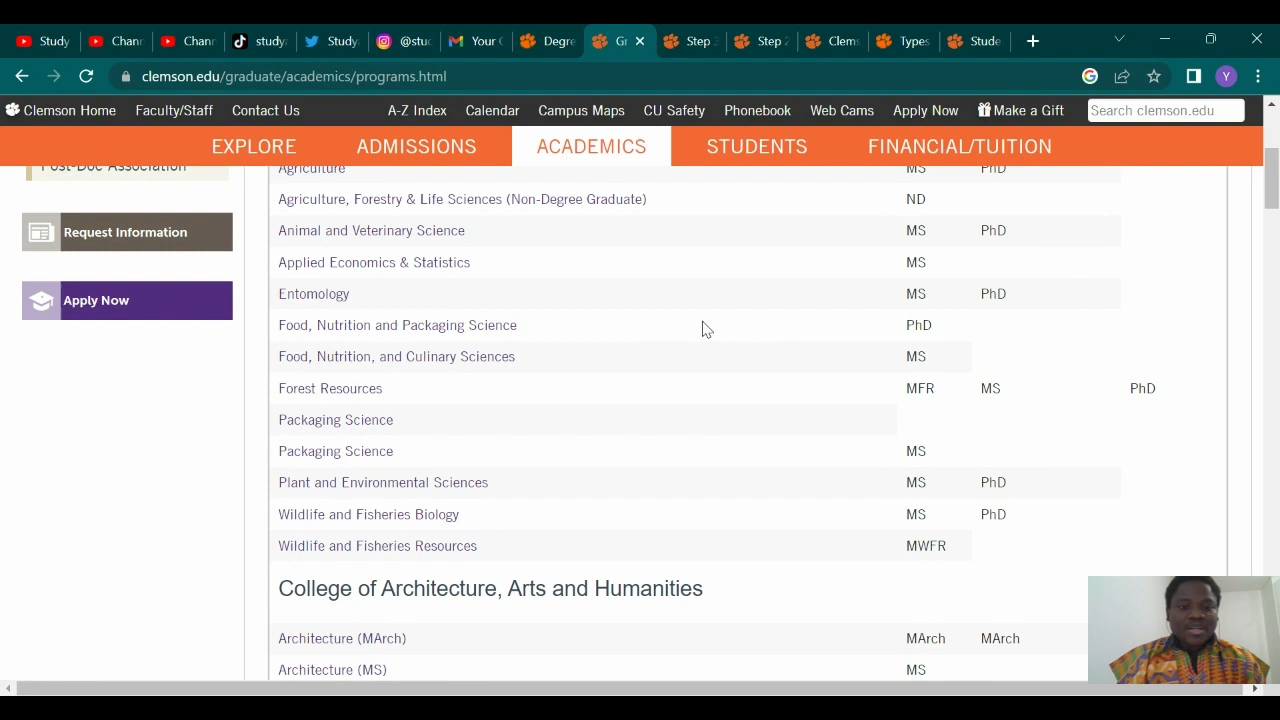 Study
Chann
Chann
study
Study
@stud
Your
Degre
Gr
Step
Step
Clems
Types
Stude
clemson.edu/graduate/academics/programs.html
Y
Clemson Home Faculty/Staff Contact Us A-Z Index Calendar Campus Maps CU Safety Phonebook Web Cams Apply Now Make a Gift Search clemson.edu
EXPLORE ADMISSIONS ACADEMICS STUDENTS FINANCIAL/TUITION
Post-Doc Association
Request Information
Apply Now
Agriculture MS PhD
Agriculture, Forestry & Life Sciences (Non-Degree Graduate) ND
Animal and Veterinary Science MS PhD
Applied Economics & Statistics MS
Entomology MS PhD
Food, Nutrition and Packaging Science PhD
Food, Nutrition, and Culinary Sciences MS
Forest Resources MFR MS PhD
Packaging Science
Packaging Science MS
Plant and Environmental Sciences MS PhD
Wildlife and Fisheries Biology MS PhD
Wildlife and Fisheries Resources MWFR
College of Architecture, Arts and Humanities
Architecture (MArch) MArch MArch
Architecture (MS) MS